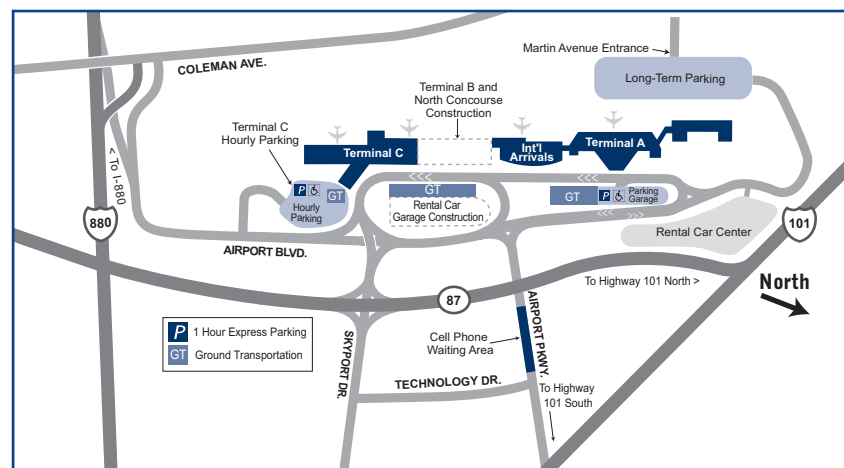 Martin Avenue Entrance
COLEMAN AVE.
Long-Term Parking
Terminal B and
North Concourse
Construction
Terminal C
Hourly Parking
Terminal C
Int'l
Arrivals
Terminal A
< To I-880
P
GT
Hourly
Parking
GT
Rental Car
Garage Construction
GT
P
Parking
Garage
<<<
<<<
<<<
>>>
880
AIRPORT BLVD.
Rental Car Center
101
To Highway 101 North >
North
87
P 1 Hour Express Parking
GT Ground Transportation
SKYPORT DR.
Cell Phone
Waiting Area
AIRPORT PKWY.
TECHNOLOGY DR.
To Highway
101 South